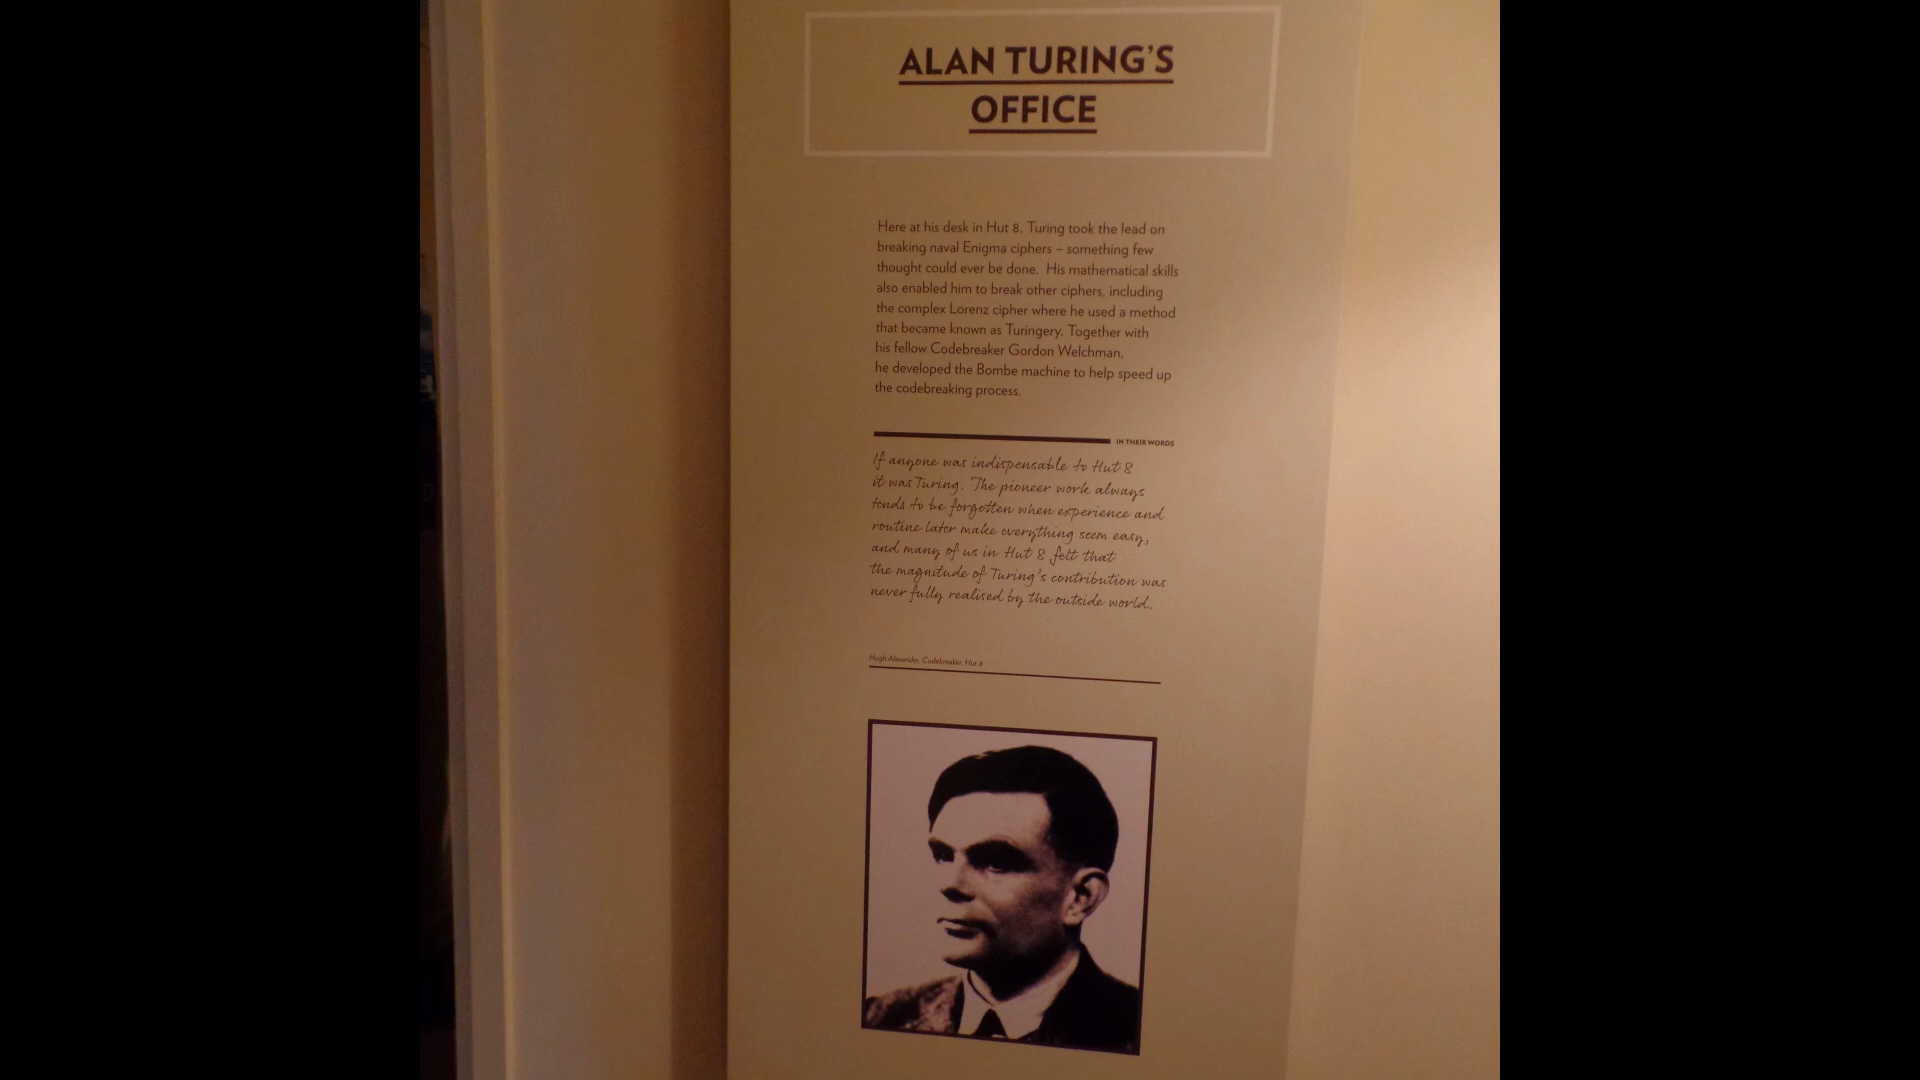 ALAN TURING'S
OFFICE
Here at his desk in Hut 8, Turing took the lead on
breaking naval Enigma ciphers – something few
thought could ever be done. His mathematical skills
also enabled him to break other ciphers, including
the complex Lorenz cipher where he used a method
that became known as Turingery. Together with
his fellow Codebreaker Gordon Welchman,
he developed the Bombe machine to help speed up
the codebreaking process.
IN THEIR WORDS
If anyone was indispensable to Hut 8
it was Turing. The pioneer work always
tends to be forgotten when experience and
routine later make everything seem easy,
and many of us in Hut 8 felt that
the magnitude of Turing's contribution was
never fully realised by the outside world.
Hugh Alexander, Codebreaker, Hut 8